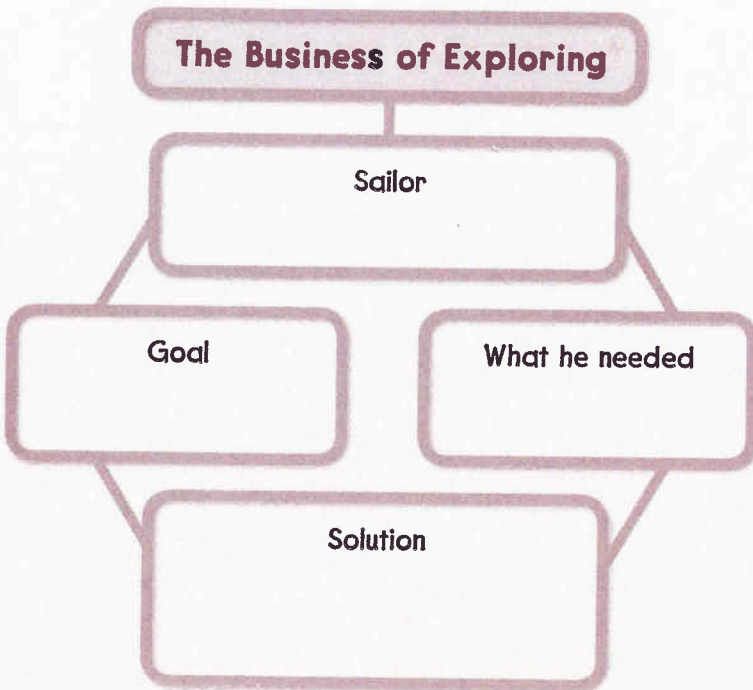 The Business of Exploring
Sailor
Goal
What he needed
Solution